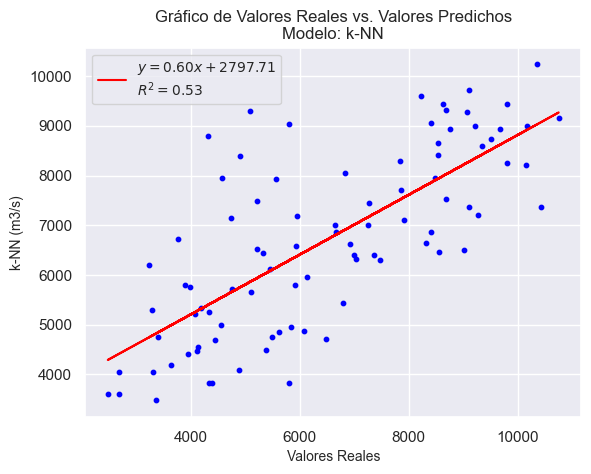 Gráfico de Valores Reales vs. Valores Predichos
Modelo: k-NN
y = 0.60x + 2797.71
R² = 0.53
k-NN (m3/s)
10000
9000
8000
7000
6000
5000
4000
4000 6000 8000 10000
Valores Reales